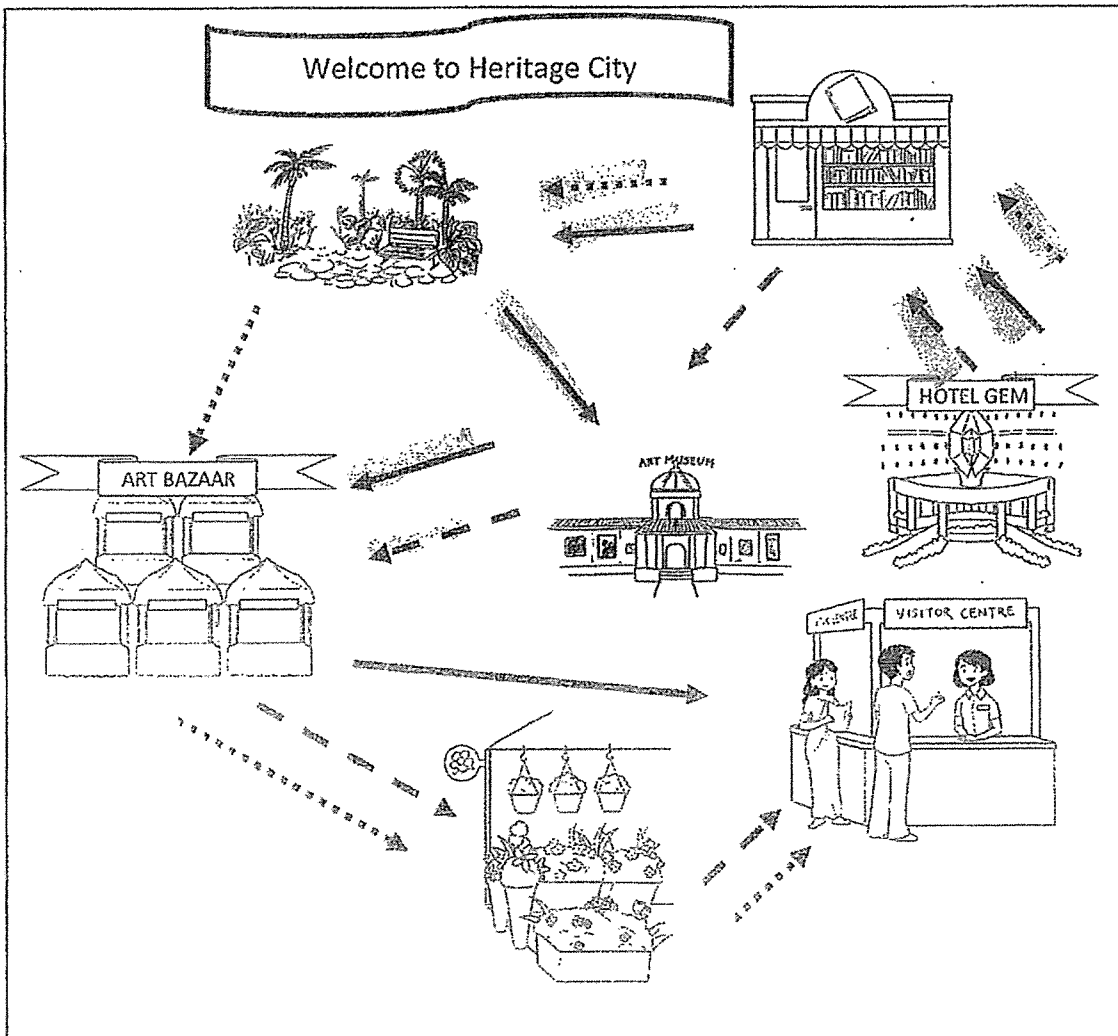 Welcome to Heritage City
HOTEL GEM
ART MUSEUM
ART BAZAAR
VISITOR CENTRE